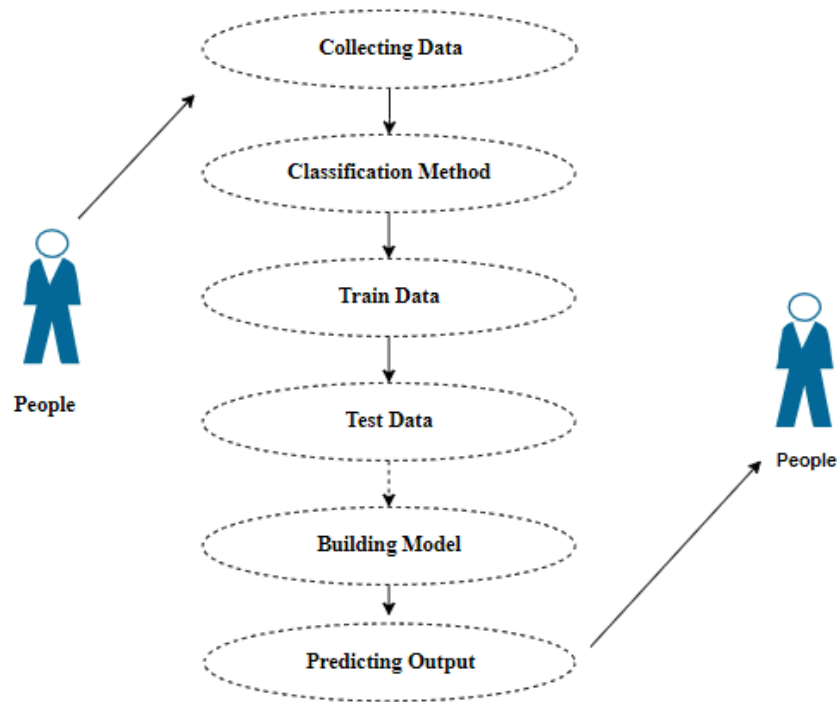 Collecting Data
Classification Method
Train Data
People
Test Data
People
Building Model
Predicting Output